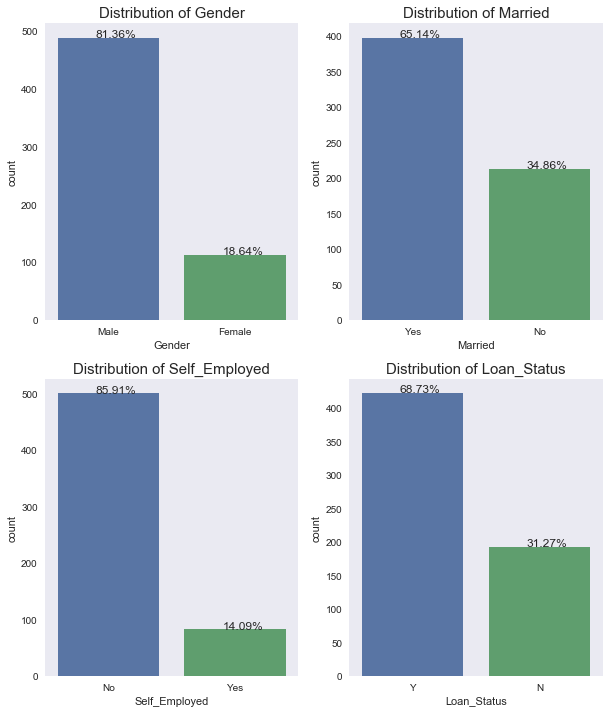 Distribution of Gender
81.36%
18.64%
500
400
300
200
100
0
count
Male Female
Gender
Distribution of Married
65.14%
34.86%
400
350
300
250
200
150
100
50
0
count
Yes No
Married
Distribution of Self_Employed
85.91%
14.09%
500
400
300
200
100
0
count
No Yes
Self_Employed
Distribution of Loan_Status
68.73%
31.27%
400
350
300
250
200
150
100
50
0
count
Y N
Loan_Status